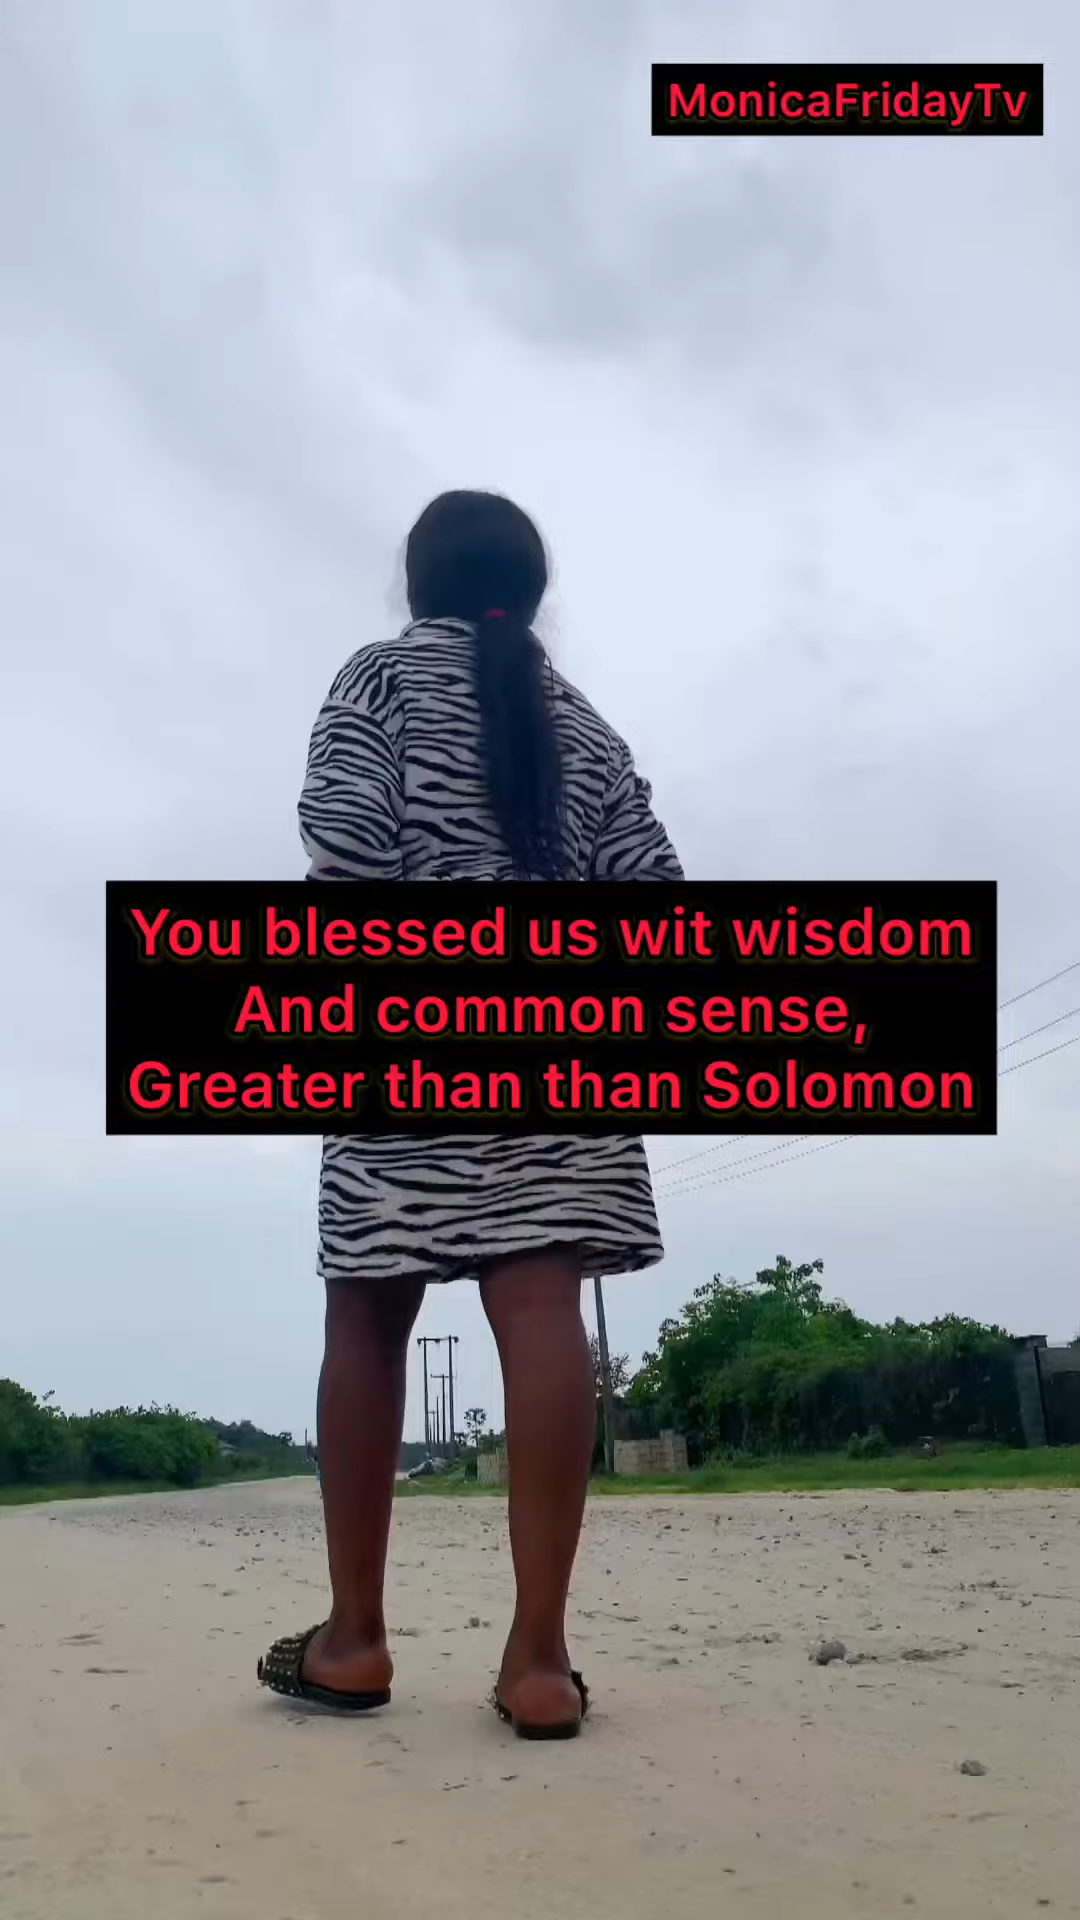 MonicaFridayTv
You blessed us wit wisdom
And common sense,
Greater than than Solomon